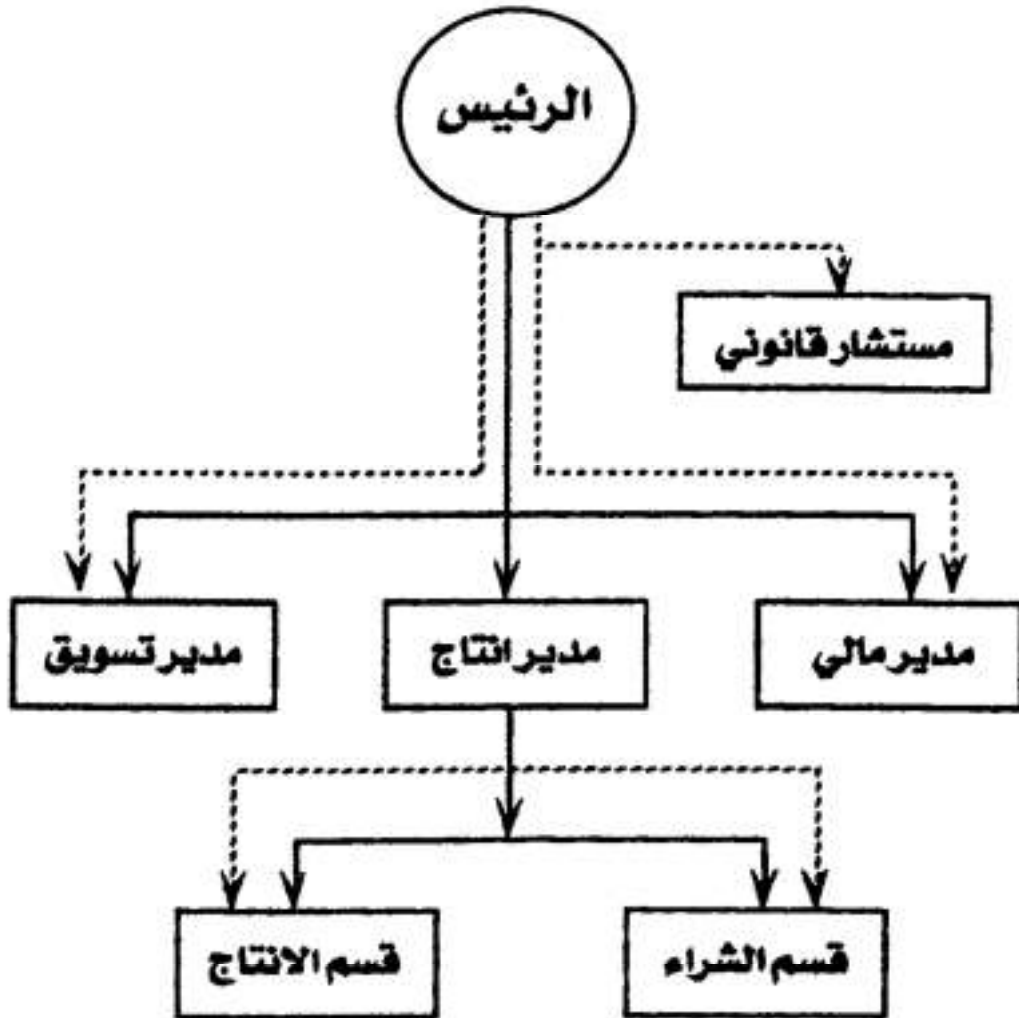 الرئيس
مستشار قانوني
مدير مالي
مدير انتاج
مدير تسويق
قسم الشراء
قسم الانتاج